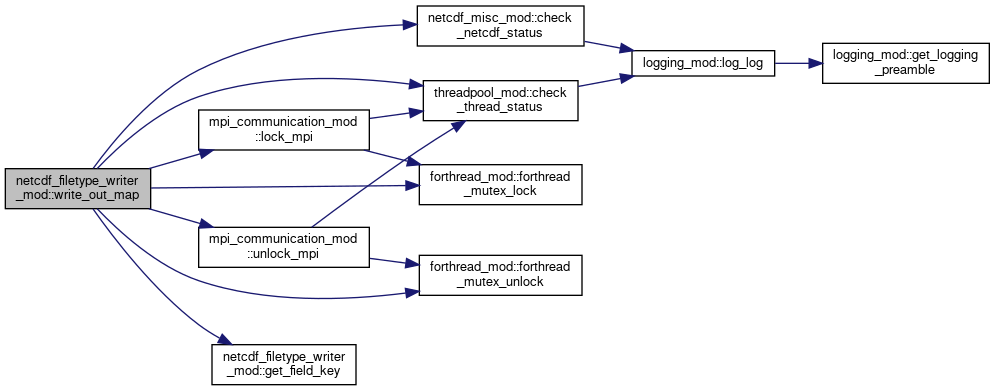 netcdf_misc_mod::check
_netcdf_status
logging_mod::log_log
logging_mod::get_logging
_preamble
threadpool_mod::check
_thread_status
mpi_communication_mod
::lock_mpi
netcdf_filetype_writer
_mod::write_out_map
forthread_mod::forthread
_mutex_lock
mpi_communication_mod
::unlock_mpi
forthread_mod::forthread
_mutex_unlock
netcdf_filetype_writer
_mod::get_field_key